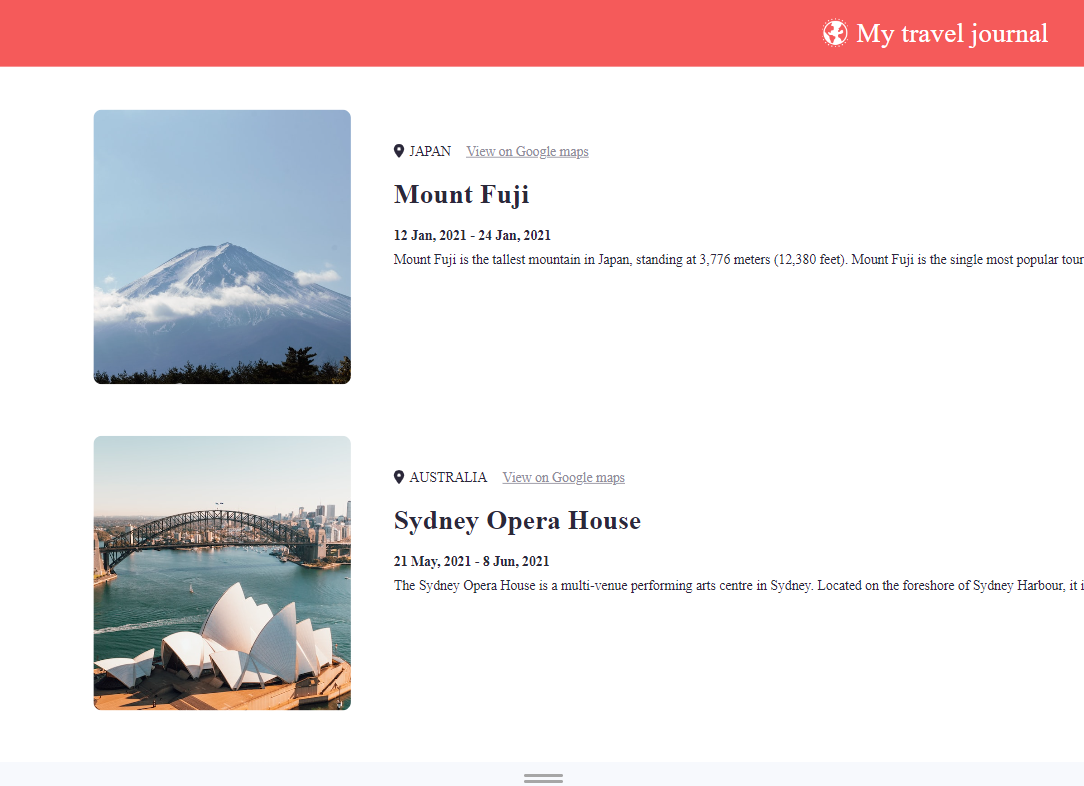 My travel journal
JAPAN View on Google maps
Mount Fuji
12 Jan, 2021 - 24 Jan, 2021
Mount Fuji is the tallest mountain in Japan, standing at 3,776 meters (12,380 feet). Mount Fuji is the single most popular tour
AUSTRALIA View on Google maps
Sydney Opera House
21 May, 2021 - 8 Jun, 2021
The Sydney Opera House is a multi-venue performing arts centre in Sydney. Located on the foreshore of Sydney Harbour, it i